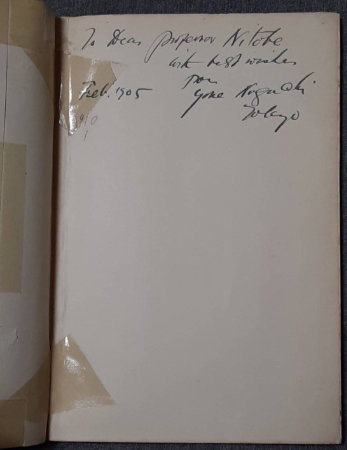 To Dear professor Nitobe
with best wishes
from
Feb. 1905 Yone Noguchi
Tokyo